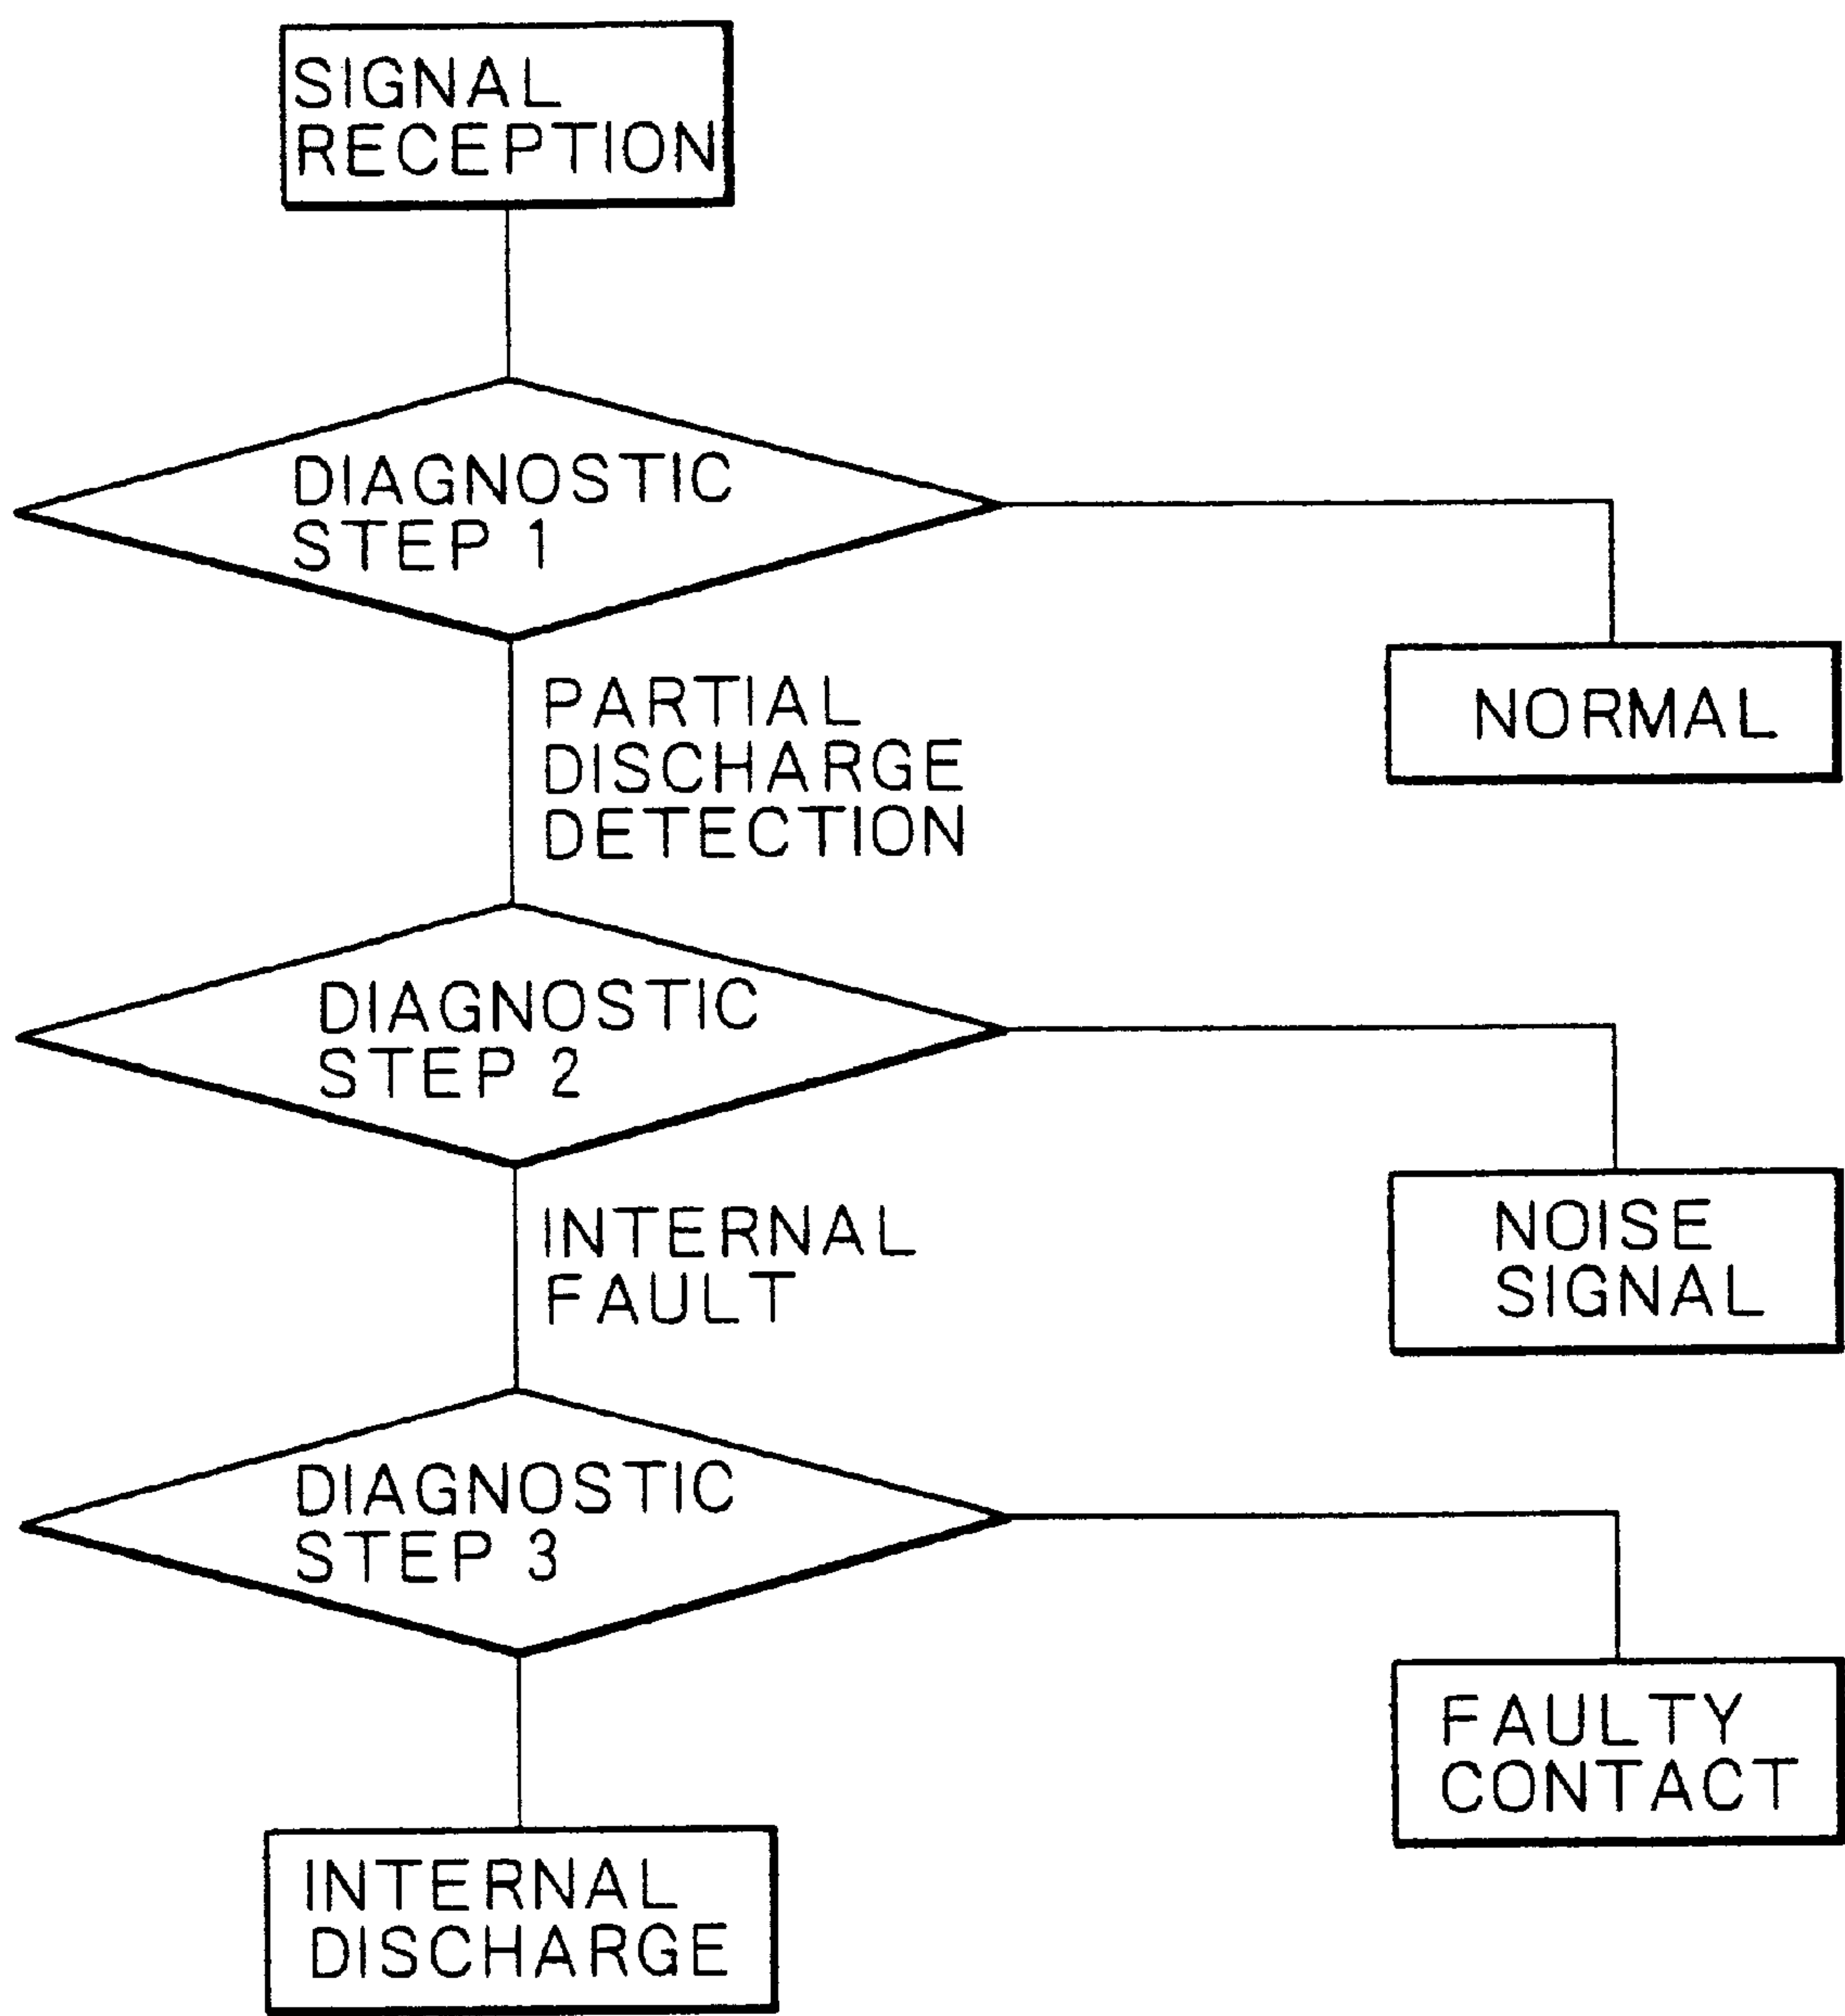 SIGNAL
RECEPTION
DIAGNOSTIC
STEP 1
NORMAL
PARTIAL
DISCHARGE
DETECTION
DIAGNOSTIC
STEP 2
NOISE
SIGNAL
INTERNAL
FAULT
DIAGNOSTIC
STEP 3
FAULTY
CONTACT
INTERNAL
DISCHARGE